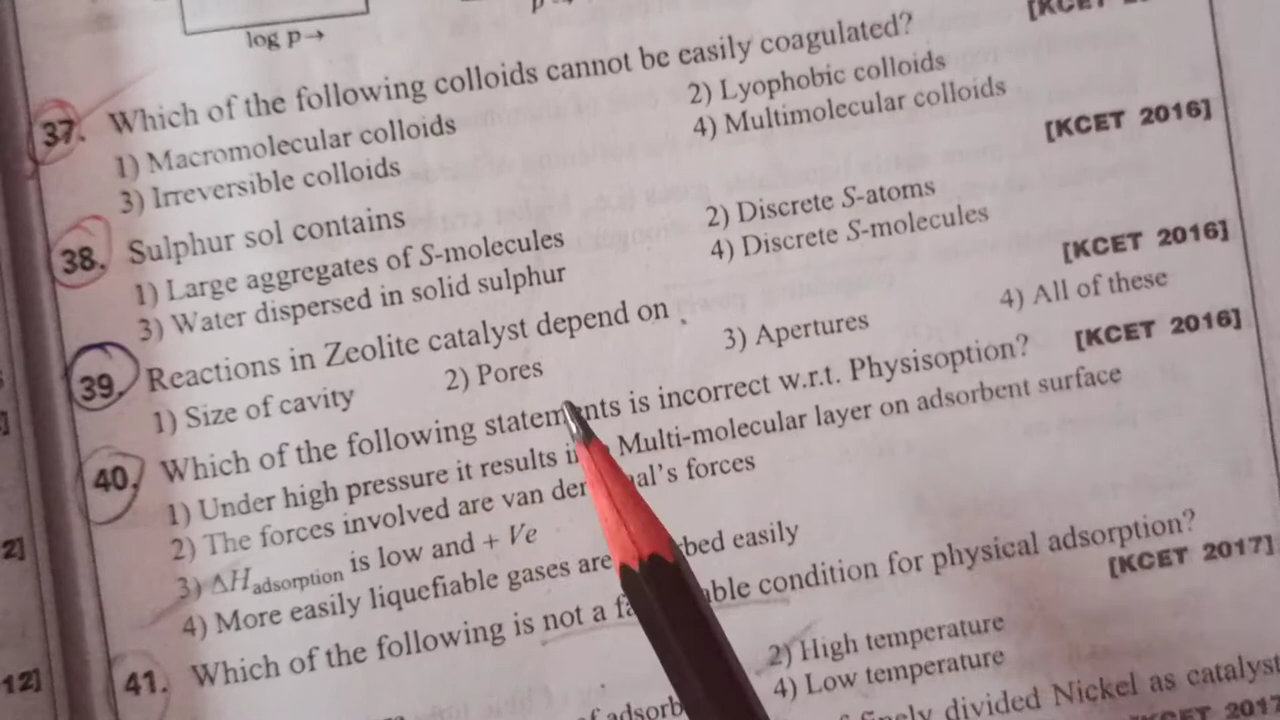 log p→
37. Which of the following colloids cannot be easily coagulated?
1) Macromolecular colloids 2) Lyophobic colloids
3) Irreversible colloids 4) Multimolecular colloids
[KCET 2016]
38. Sulphur sol contains
1) Large aggregates of S-molecules 2) Discrete S-atoms
3) Water dispersed in solid sulphur 4) Discrete S-molecules
[KCET 2016]
39. Reactions in Zeolite catalyst depend on
1) Size of cavity 2) Pores 3) Apertures 4) All of these
[KCET 2016]
40. Which of the following statements is incorrect w.r.t. Physisoption?
1) Under high pressure it results Multi-molecular layer on adsorbent surface
2) The forces involved are van der forces
3) ΔHadsorption is low and + Ve
4) More easily liquefiable gases are easily
[KCET 2017]
41. Which of the following is not a condition for physical adsorption?
2) High temperature
4) Low temperature
finely divided Nickel as catalyst
2]
12]